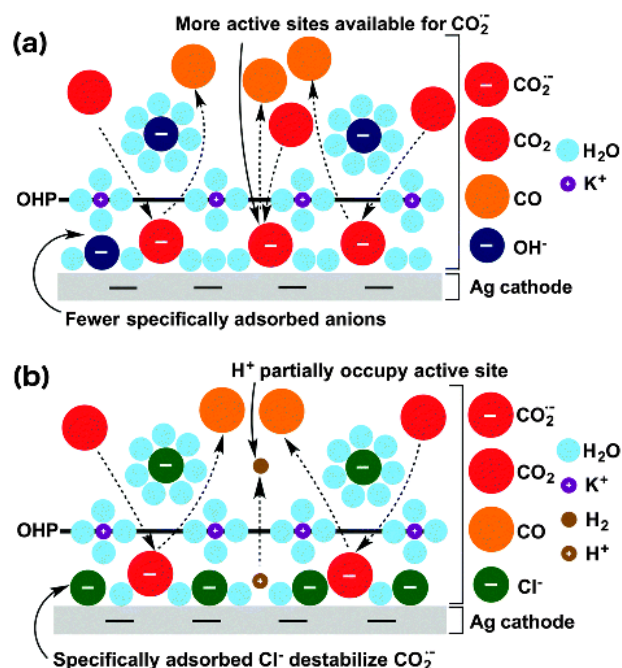 More active sites available for CO₂·⁻
(a)
CO₂·⁻
CO₂
H₂O
K⁺
OHP
CO
OH⁻
Ag cathode
Fewer specifically adsorbed anions
(b)
H⁺ partially occupy active site
CO₂·⁻
CO₂
H₂O
K⁺
OHP
H₂
CO
H⁺
Cl⁻
Ag cathode
Specifically adsorbed Cl⁻ destabilize CO₂·⁻